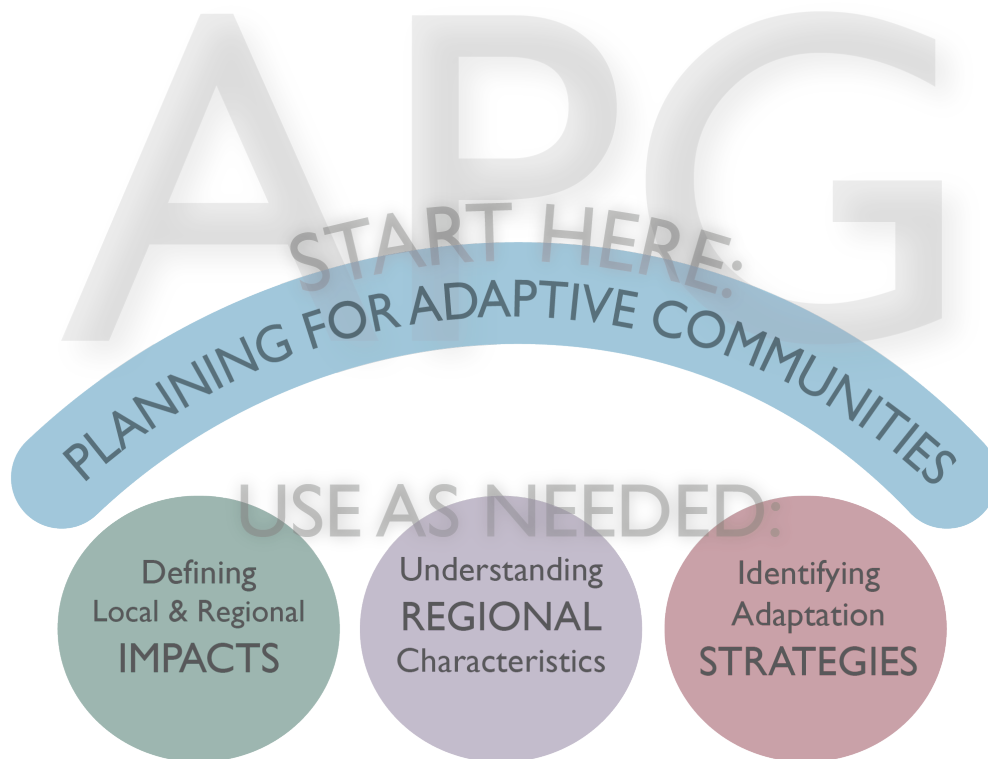 APG
START HERE:
PLANNING FOR ADAPTIVE COMMUNITIES
USE AS NEEDED:
Defining
Local & Regional
IMPACTS
Understanding
REGIONAL
Characteristics
Identifying
Adaptation
STRATEGIES